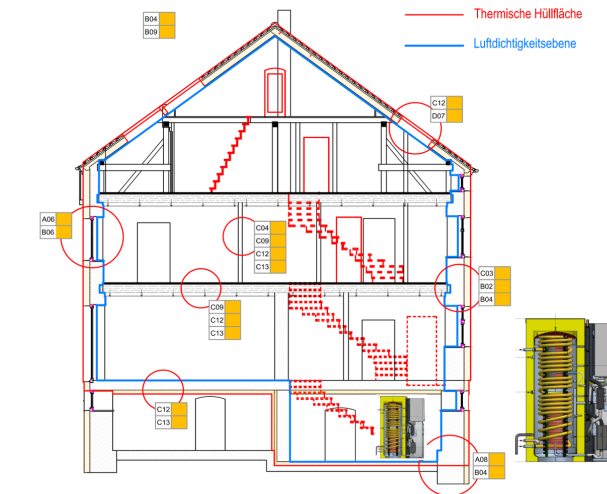 B04
B09
Thermische Hüllfläche
Luftdichtigkeitsebene
C12
D07
A06
B06
C04
C09
C12
C13
C03
B02
B04
C09
C12
C13
C12
C13
A08
B04